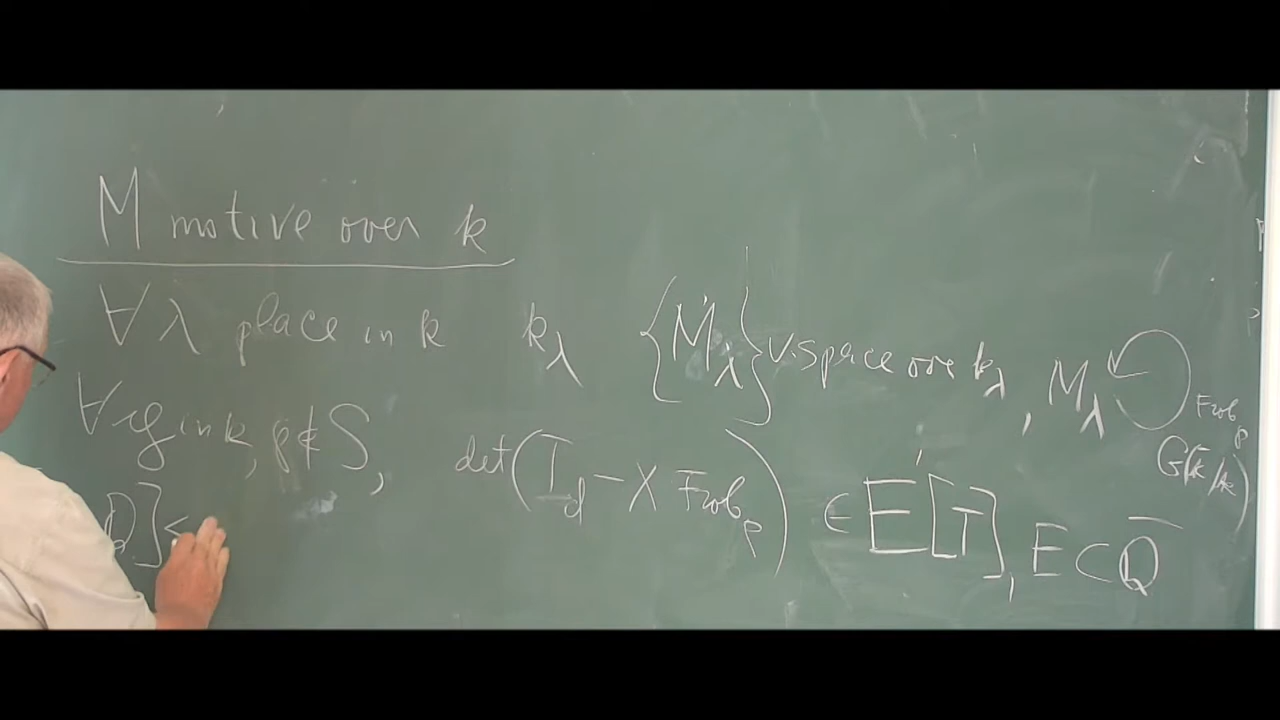 M motive over k
∀ λ place in k k_λ {M_λ} v. space over k_λ, M_λ Frob_p G(k̄/k)
∀ in k, p ∉ S, det(I_d − X Frob_p) ∈ E[T], E ⊂ Q̄
Q] <